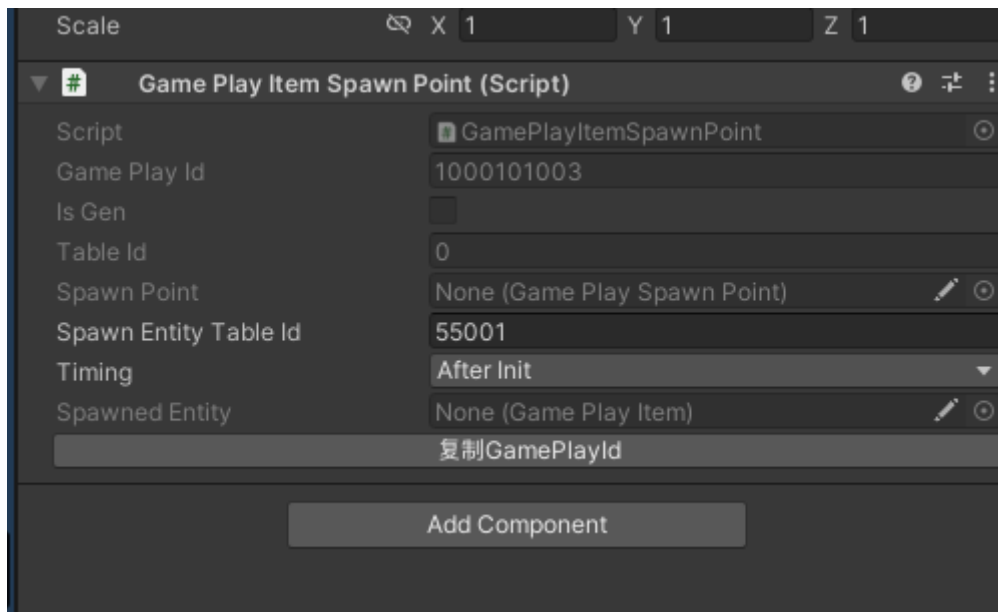 Scale X 1 Y 1 Z 1
# Game Play Item Spawn Point (Script)
Script # GamePlayItemSpawnPoint
Game Play Id 1000101003
Is Gen
Table Id 0
Spawn Point None (Game Play Spawn Point)
Spawn Entity Table Id 55001
Timing After Init
Spawned Entity None (Game Play Item)
复制GamePlayId
Add Component